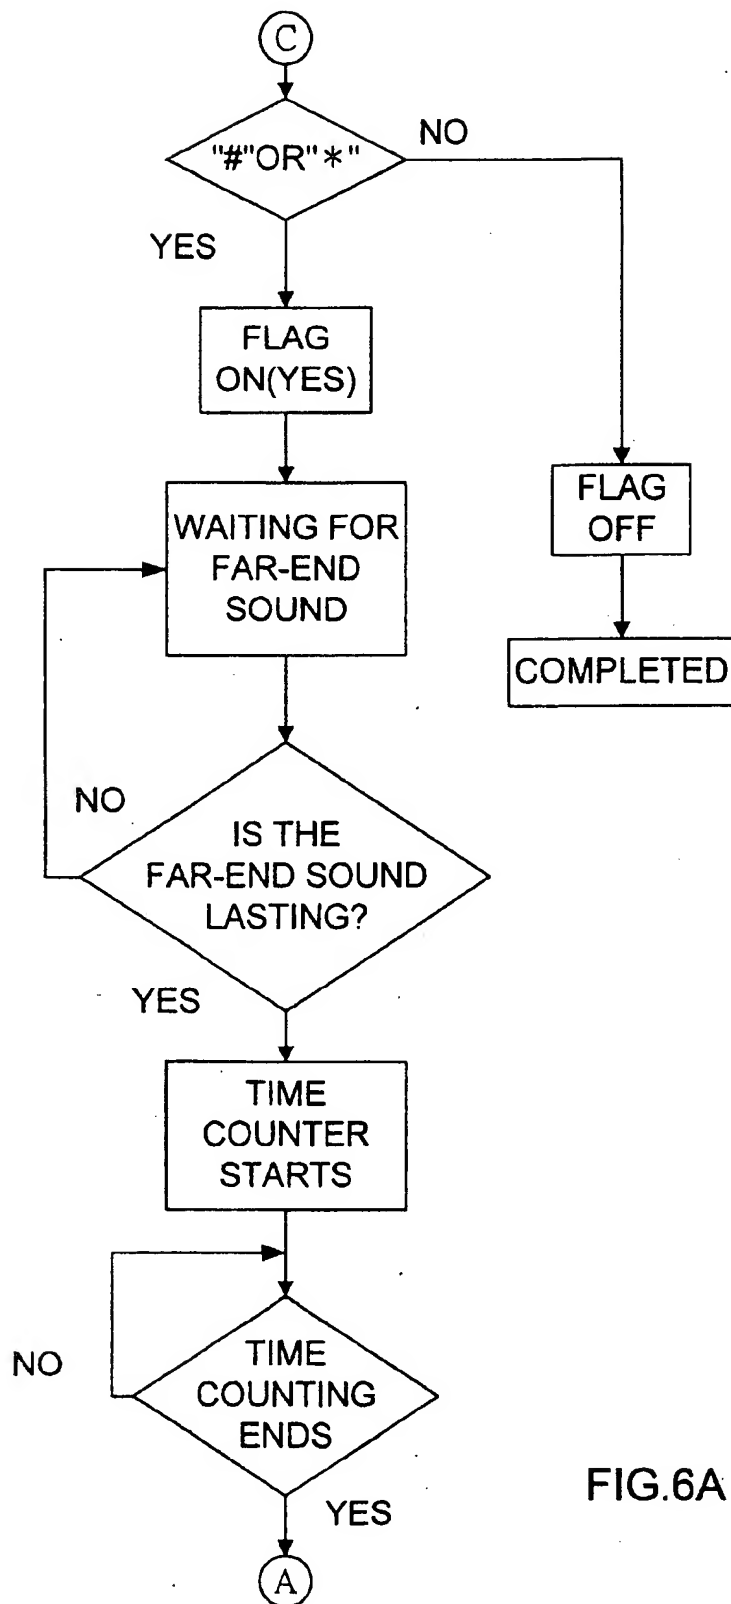 C
"#"OR"*"
NO
YES
FLAG
ON(YES)
WAITING FOR
FAR-END
SOUND
FLAG
OFF
COMPLETED
NO
IS THE
FAR-END SOUND
LASTING?
YES
TIME
COUNTER
STARTS
NO
TIME
COUNTING
ENDS
YES
A
FIG.6A